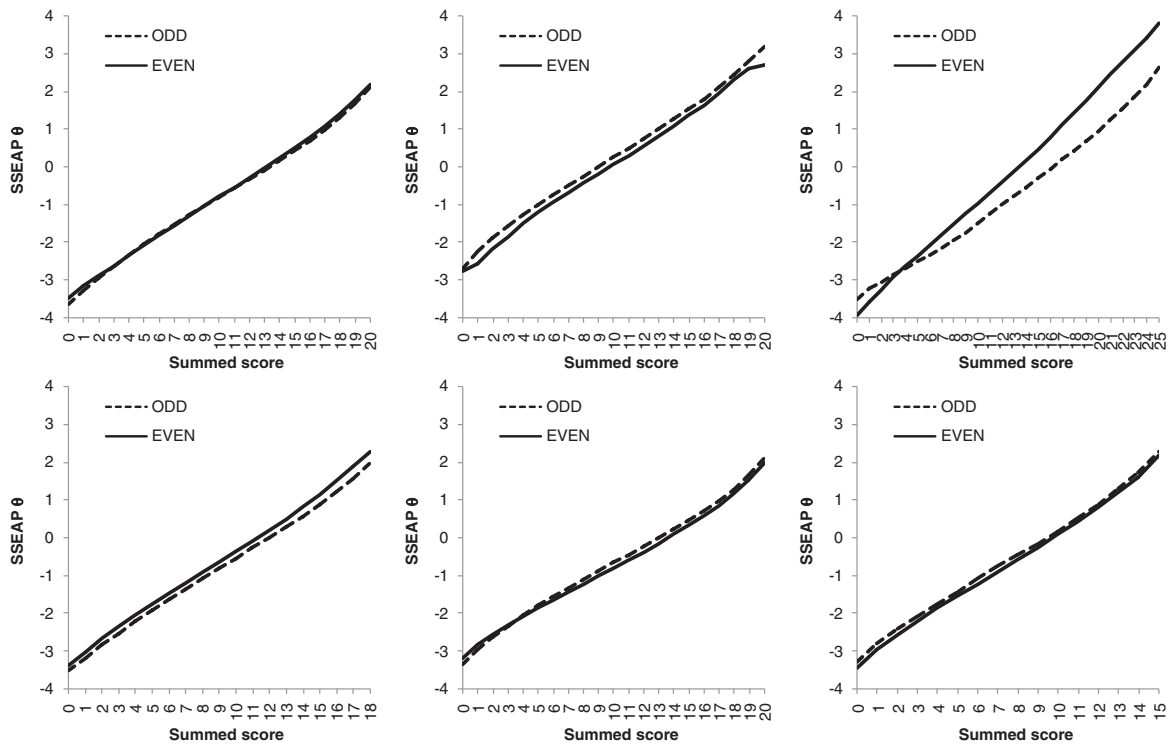 4
3
2
1
0
-1
-2
-3
-4
SSEAP θ
ODD
EVEN
0 1 2 3 4 5 6 7 8 9 10 11 12 13 14 15 16 17 18 19 20
Summed score
4
3
2
1
0
-1
-2
-3
-4
SSEAP θ
ODD
EVEN
0 1 2 3 4 5 6 7 8 9 10 11 12 13 14 15 16 17 18 19 20
Summed score
4
3
2
1
0
-1
-2
-3
-4
SSEAP θ
ODD
EVEN
0 1 2 3 4 5 6 7 8 9 10 11 12 13 14 15 16 17 18 19 20 21 22 23 24 25
Summed score
4
3
2
1
0
-1
-2
-3
-4
SSEAP θ
ODD
EVEN
0 1 2 3 4 5 6 7 8 9 10 11 12 13 14 15 16 17 18
Summed score
4
3
2
1
0
-1
-2
-3
-4
SSEAP θ
ODD
EVEN
0 1 2 3 4 5 6 7 8 9 10 11 12 13 14 15 16 17 18 19 20
Summed score
4
3
2
1
0
-1
-2
-3
-4
SSEAP θ
ODD
EVEN
0 1 2 3 4 5 6 7 8 9 10 11 12 13 14 15
Summed score